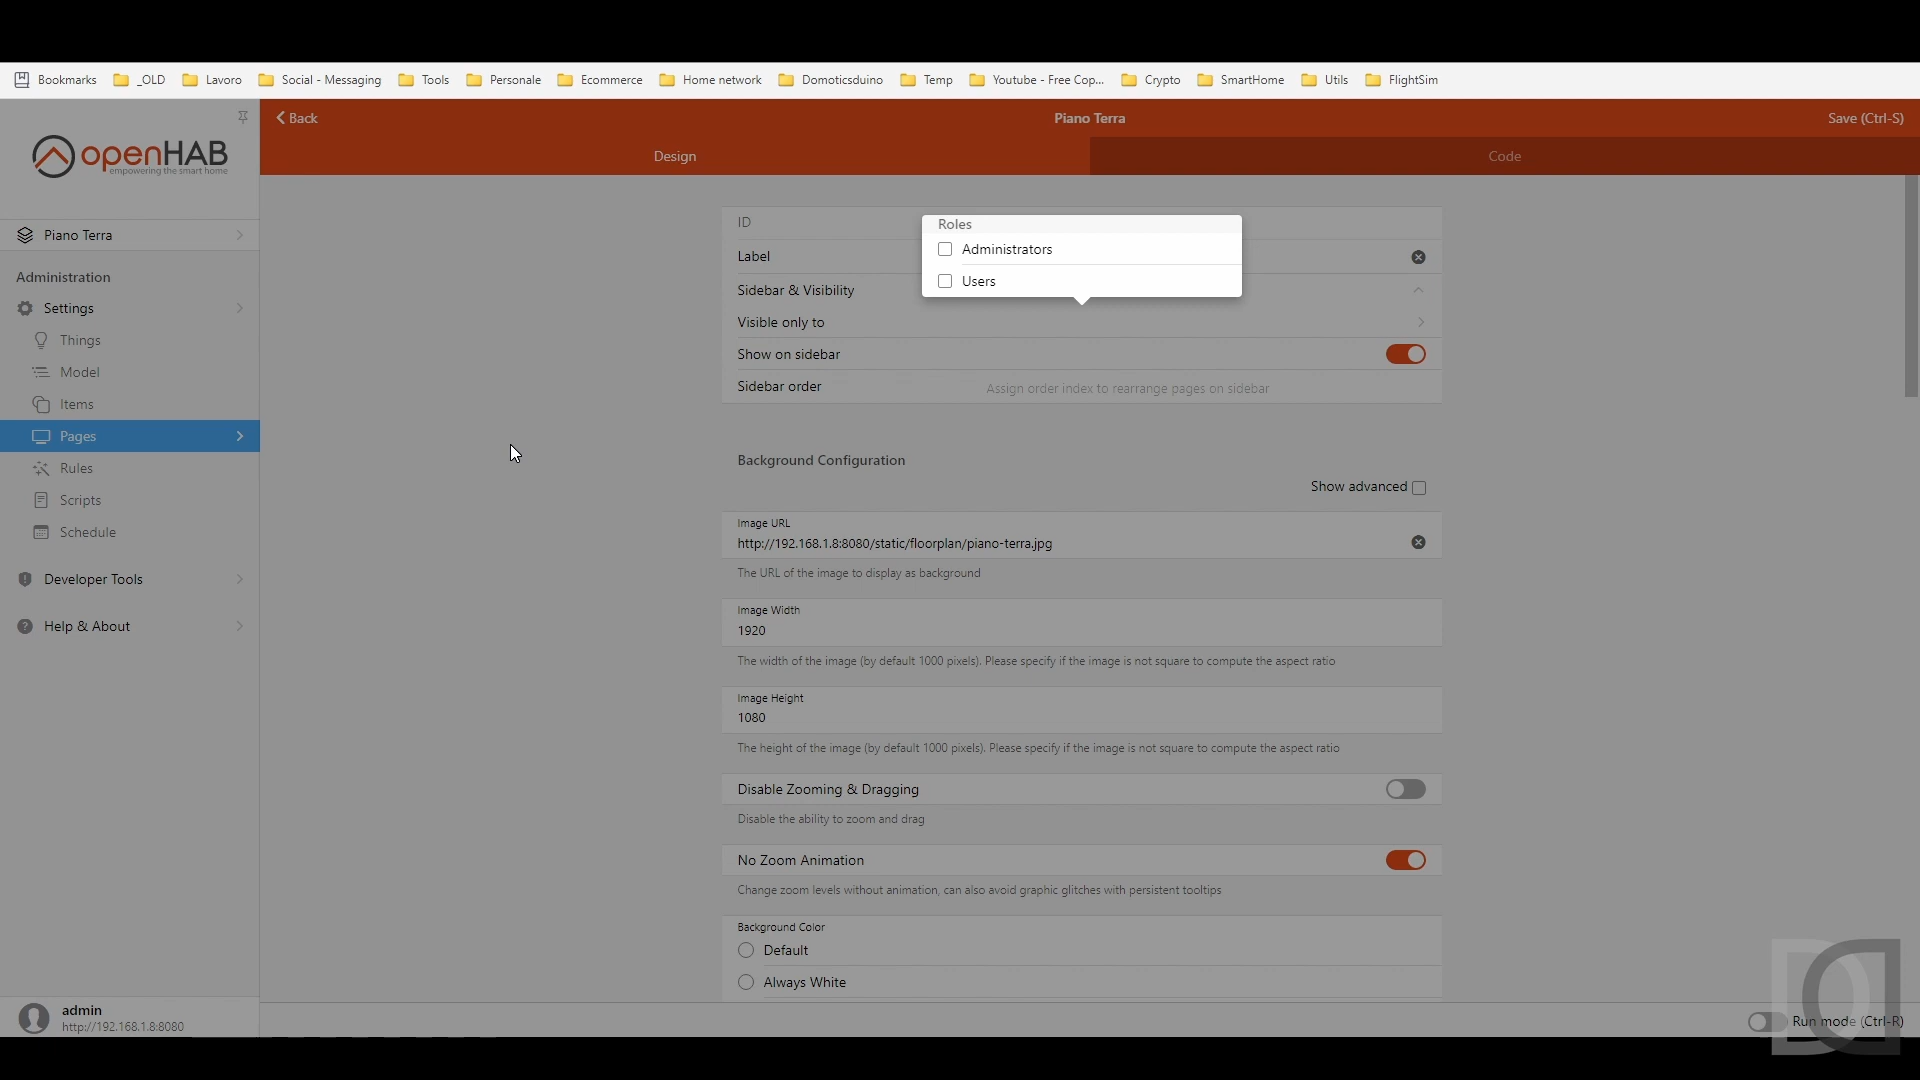 Bookmarks _OLD Lavoro Social - Messaging Tools Personale Ecommerce Home network Domoticsduino Temp Youtube - Free Cop... Crypto SmartHome Utils FlightSim
openHAB
empowering the smart home
Back
Piano Terra
Save (Ctrl-S)
Design
Code
Piano Terra
Administration
Settings
Things
Model
Items
Pages
Rules
Scripts
Schedule
Developer Tools
Help & About
admin
http://192.168.1.8:8080
ID
Roles
Administrators
Users
Label
Sidebar & Visibility
Visible only to
Show on sidebar
Sidebar order
Assign order index to rearrange pages on sidebar
Background Configuration
Show advanced
Image URL
http://192.168.1.8:8080/static/floorplan/piano-terra.jpg
The URL of the image to display as background
Image Width
1920
The width of the image (by default 1000 pixels). Please specify if the image is not square to compute the aspect ratio
Image Height
1080
The height of the image (by default 1000 pixels). Please specify if the image is not square to compute the aspect ratio
Disable Zooming & Dragging
Disable the ability to zoom and drag
No Zoom Animation
Change zoom levels without animation, can also avoid graphic glitches with persistent tooltips
Background Color
Default
Always White
Run mode (Ctrl-R)